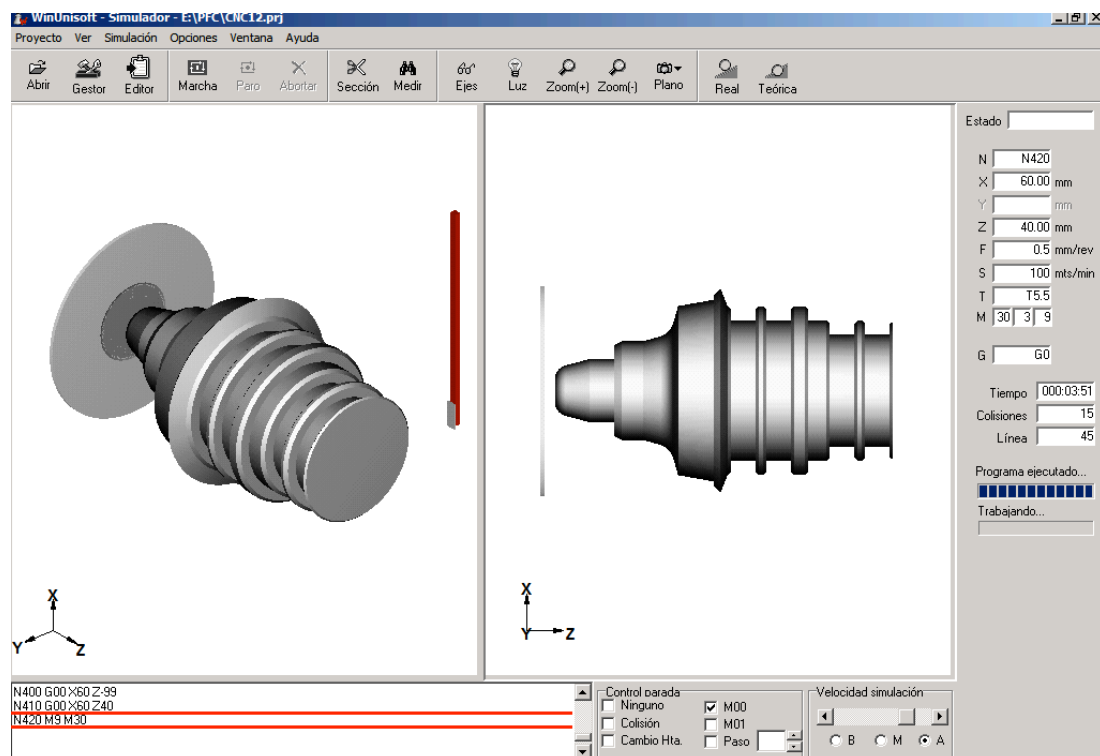 WinUnisoft - Simulador - E:\PFC\CNC12.prj
Proyecto Ver Simulación Opciones Ventana Ayuda
Abrir Gestor Editor Marcha Paro Abortar Sección Medir Ejes Luz Zoom(+) Zoom(-) Plano Real Teórica
Estado
N N420
X 60.00 mm
Y mm
Z 40.00 mm
F 0.5 mm/rev
S 100 mts/min
T T5.5
M 30 3 9
G G0
Tiempo 000:03:51
Colisiones 15
Línea 45
Programa ejecutado...
Trabajando...
X
Y
Z
X
Y Z
N400 G00 X60 Z-99
N410 G00 X60 Z40
N420 M9 M30
Control parada
Ninguno M00
Colisión M01
Cambio Hta. Paso
Velocidad simulación
B M A